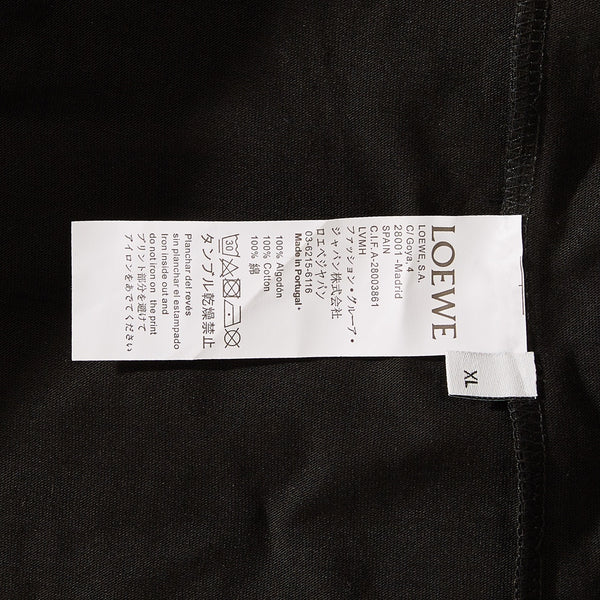 LOEWE
LOEWE, S.A.
C/ Goya, 4
28001-Madrid
SPAIN
C.I.F.A-28003861
LVMH
ファッション・グループ・
ジャパン株式会社
ロエベジャパン
03-6215-6116
Made in Portugal
100% Algodón
100% Cotton
100% 綿
30
タンブル乾燥禁止
Planchar del revés
sin planchar el estampado
Iron inside out and
do not iron on the print
プリント部分を避けて
アイロンをあててください
XL